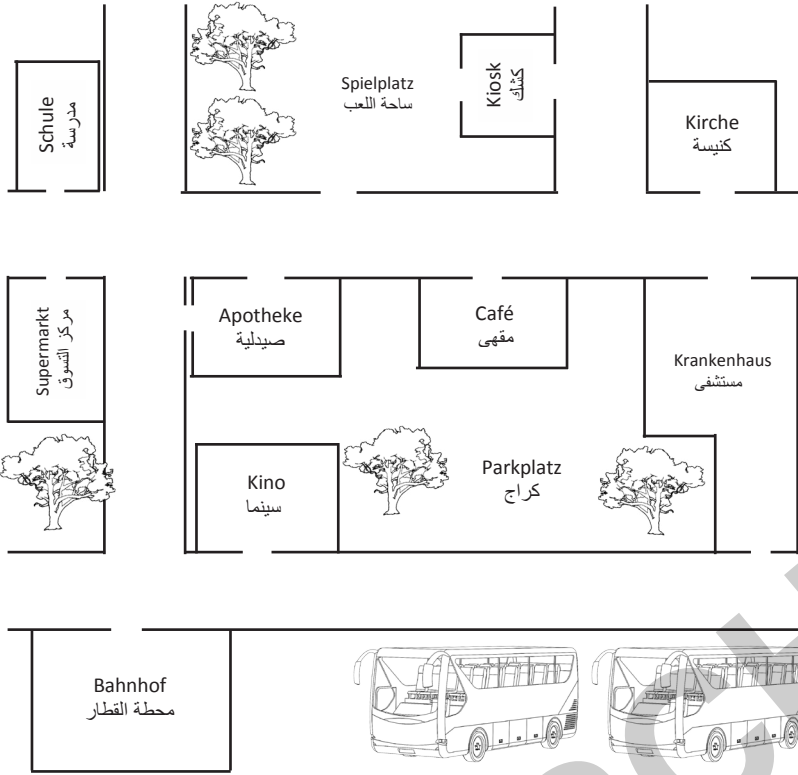 Schule
مدرسة
Spielplatz
ساحة اللعب
Kiosk
كشك
Kirche
كنيسة
Supermarkt
مركز التسوق
Apotheke
صيدلية
Café
مقهى
Krankenhaus
مستشفى
Kino
سينما
Parkplatz
كراج
Bahnhof
محطة القطار